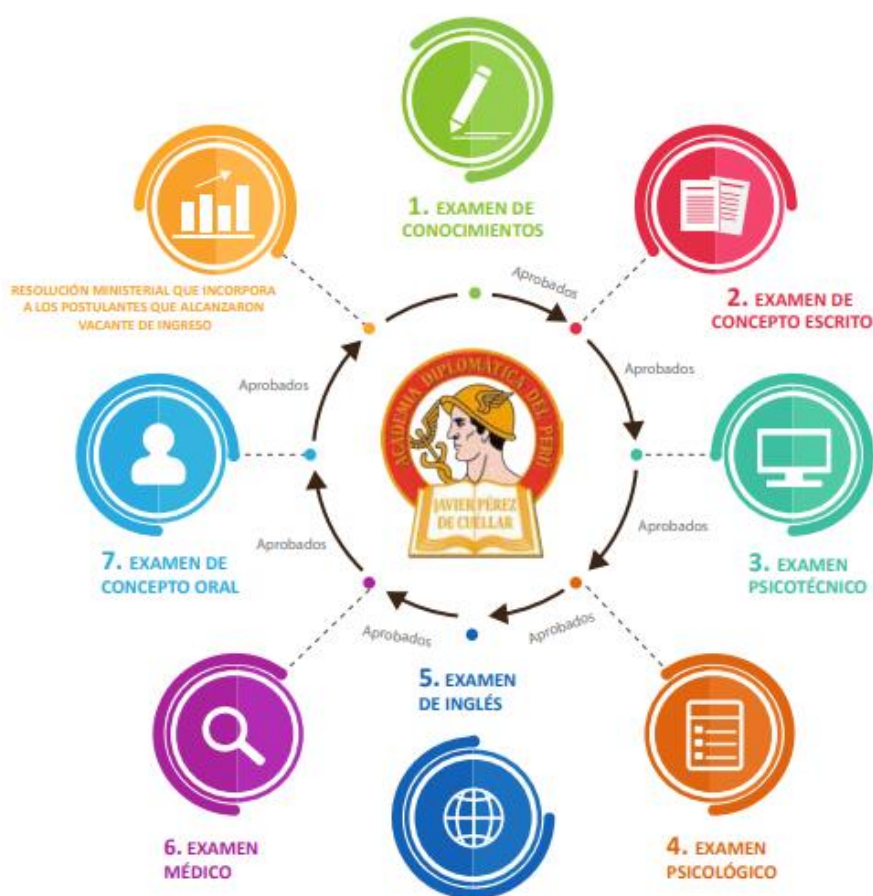 1. EXAMEN DE
CONOCIMIENTOS
Aprobados
2. EXAMEN DE
CONCEPTO ESCRITO
Aprobados
3. EXAMEN
PSICOTÉCNICO
Aprobados
4. EXAMEN
PSICOLÓGICO
Aprobados
5. EXAMEN
DE INGLÉS
Aprobados
6. EXAMEN
MÉDICO
Aprobados
7. EXAMEN DE
CONCEPTO ORAL
Aprobados
RESOLUCIÓN MINISTERIAL QUE INCORPORA
A LOS POSTULANTES QUE ALCANZARON
VACANTE DE INGRESO
ACADEMIA DIPLOMÁTICA DEL PERÚ
JAVIER PÉREZ
DE CUELLAR